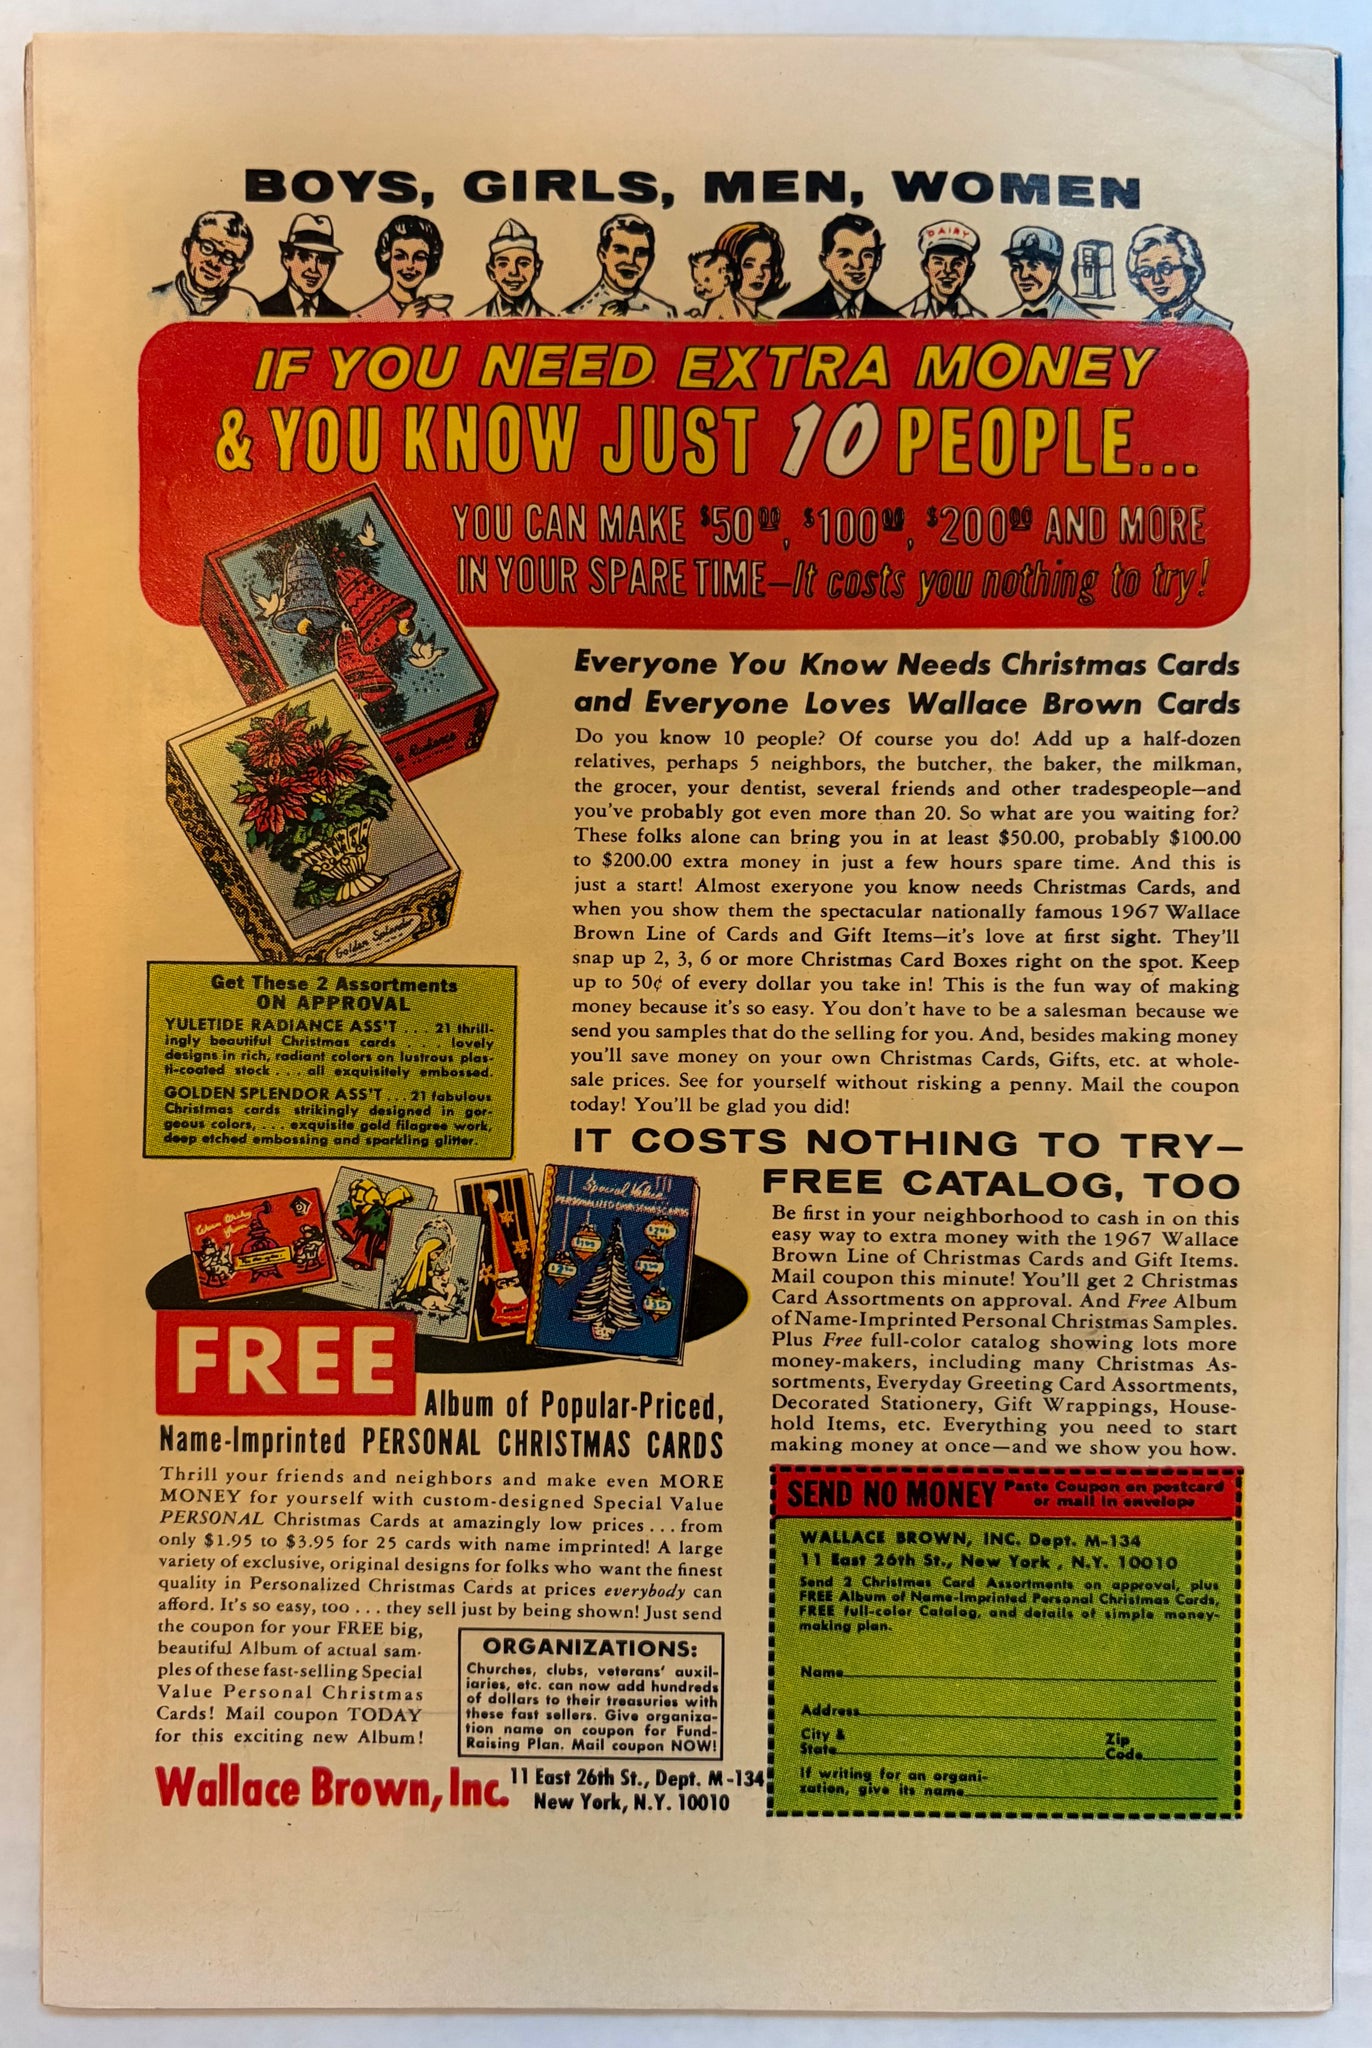 BOYS, GIRLS, MEN, WOMEN
DAIRY
IF YOU NEED EXTRA MONEY
& YOU KNOW JUST 10 PEOPLE...
YOU CAN MAKE $50.00, $100.00, $200.00 AND MORE
IN YOUR SPARE TIME—It costs you nothing to try!
Golden Splendor
Everyone You Know Needs Christmas Cards
and Everyone Loves Wallace Brown Cards
Do you know 10 people? Of course you do! Add up a half-dozen
relatives, perhaps 5 neighbors, the butcher, the baker, the milkman,
the grocer, your dentist, several friends and other tradespeople—and
you've probably got even more than 20. So what are you waiting for?
These folks alone can bring you in at least $50.00, probably $100.00
to $200.00 extra money in just a few hours spare time. And this is
just a start! Almost exeryone you know needs Christmas Cards, and
when you show them the spectacular nationally famous 1967 Wallace
Brown Line of Cards and Gift Items—it's love at first sight. They'll
snap up 2, 3, 6 or more Christmas Card Boxes right on the spot. Keep
up to 50¢ of every dollar you take in! This is the fun way of making
money because it's so easy. You don't have to be a salesman because we
send you samples that do the selling for you. And, besides making money
you'll save money on your own Christmas Cards, Gifts, etc. at whole-
sale prices. See for yourself without risking a penny. Mail the coupon
today! You'll be glad you did!
Get These 2 Assortments
ON APPROVAL
YULETIDE RADIANCE ASS'T . . . 21 thrill-
ingly beautiful Christmas cards . . . lovely
designs in rich, radiant colors on lustrous plas-
ti-coated stock . . . all exquisitely embossed.
GOLDEN SPLENDOR ASS'T . . . 21 fabulous
Christmas cards strikingly designed in gor-
geous colors, . . . exquisite gold filagree work,
deep etched embossing and sparkling glitter.
IT COSTS NOTHING TO TRY—
FREE CATALOG, TOO
Be first in your neighborhood to cash in on this
easy way to extra money with the 1967 Wallace
Brown Line of Christmas Cards and Gift Items.
Mail coupon this minute! You'll get 2 Christmas
Card Assortments on approval. And Free Album
of Name-Imprinted Personal Christmas Samples.
Plus Free full-color catalog showing lots more
money-makers, including many Christmas As-
sortments, Everyday Greeting Card Assortments,
Decorated Stationery, Gift Wrappings, House-
hold Items, etc. Everything you need to start
making money at once—and we show you how.
Special Value
PERSONALIZED CHRISTMAS CARDS
FREE
Album of Popular-Priced,
Name-Imprinted PERSONAL CHRISTMAS CARDS
Thrill your friends and neighbors and make even MORE
MONEY for yourself with custom-designed Special Value
PERSONAL Christmas Cards at amazingly low prices . . . from
only $1.95 to $3.95 for 25 cards with name imprinted! A large
variety of exclusive, original designs for folks who want the finest
quality in Personalized Christmas Cards at prices everybody can
afford. It's so easy, too . . . they sell just by being shown! Just send
the coupon for your FREE big,
beautiful Album of actual sam-
ples of these fast-selling Special
Value Personal Christmas
Cards! Mail coupon TODAY
for this exciting new Album!
ORGANIZATIONS:
Churches, clubs, veterans' auxil-
iaries, etc. can now add hundreds
of dollars to their treasuries with
these fast sellers. Give organiza-
tion name on coupon for Fund-
Raising Plan. Mail coupon NOW!
Wallace Brown, Inc. 11 East 26th St., Dept. M-134
New York, N.Y. 10010
SEND NO MONEY Paste Coupon on postcard
or mail in envelope
WALLACE BROWN, INC. Dept. M-134
11 East 26th St., New York , N.Y. 10010
Send 2 Christmas Card Assortments on approval, plus
FREE Album of Name-Imprinted Personal Christmas Cards,
FREE full-color Catalog, and details of simple money-
making plan.
Name
Address
City &
State
Zip
Code
If writing for an organi-
zation, give its name